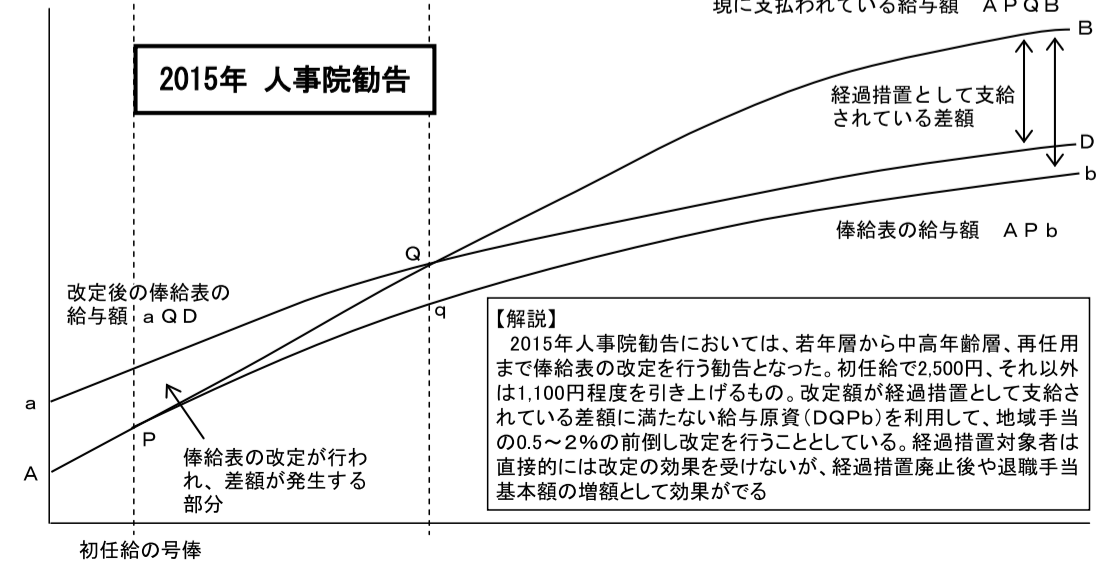 現に支払われている給与額　ＡＰＱＢ
B
2015年 人事院勧告
経過措置として支給
されている差額
D
b
俸給表の給与額　ＡＰｂ
Q
q
改定後の俸給表の
給与額　ａＱＤ
a
P
A
俸給表の改定が行わ
れ、差額が発生する
部分
【解説】
2015年人事院勧告においては、若年層から中高年齢層、再任用
まで俸給表の改定を行う勧告となった。初任給で2,500円、それ以外
は1,100円程度を引き上げるもの。改定額が経過措置として支給さ
れている差額に満たない給与原資（DQPb）を利用して、地域手当
の0.5～2％の前倒し改定を行うこととしている。経過措置対象者は
直接的には改定の効果を受けないが、経過措置廃止後や退職手当
基本額の増額として効果がでる
初任給の号俸